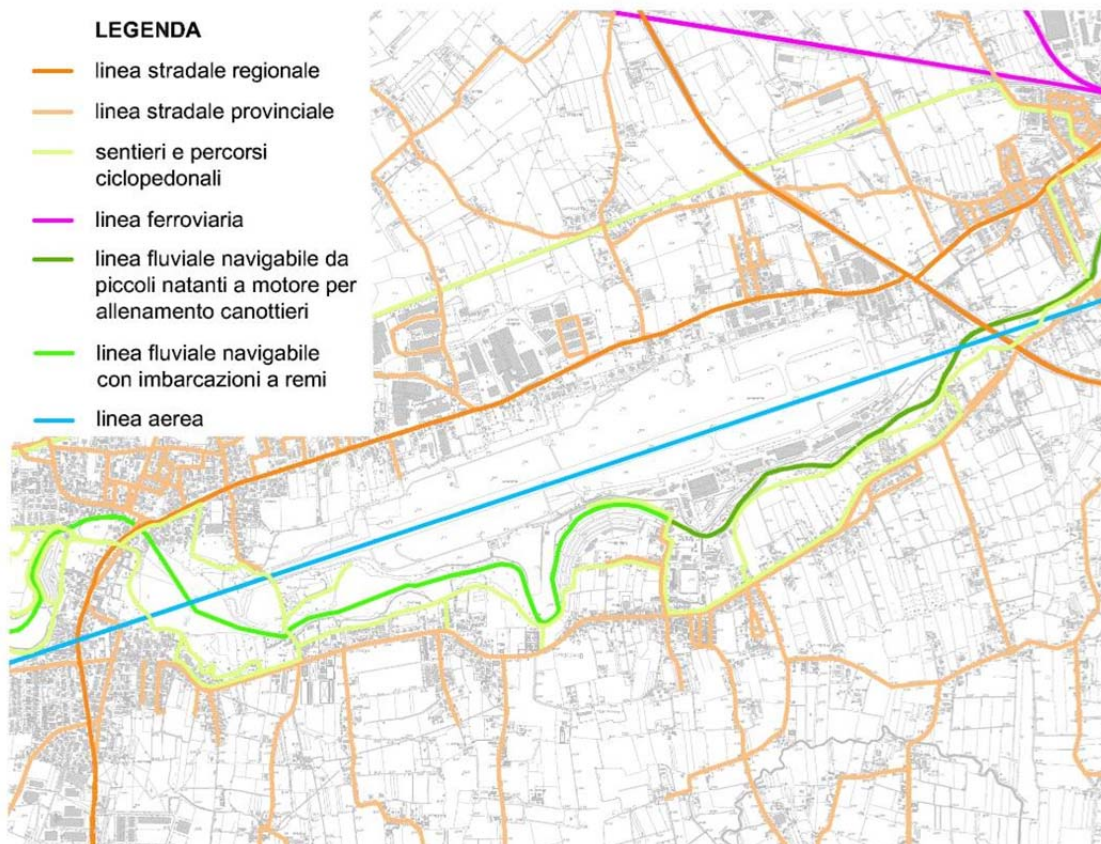 LEGENDA
linea stradale regionale
linea stradale provinciale
sentieri e percorsi
ciclopedonali
linea ferroviaria
linea fluviale navigabile da
piccoli natanti a motore per
allenamento canottieri
linea fluviale navigabile
con imbarcazioni a remi
linea aerea